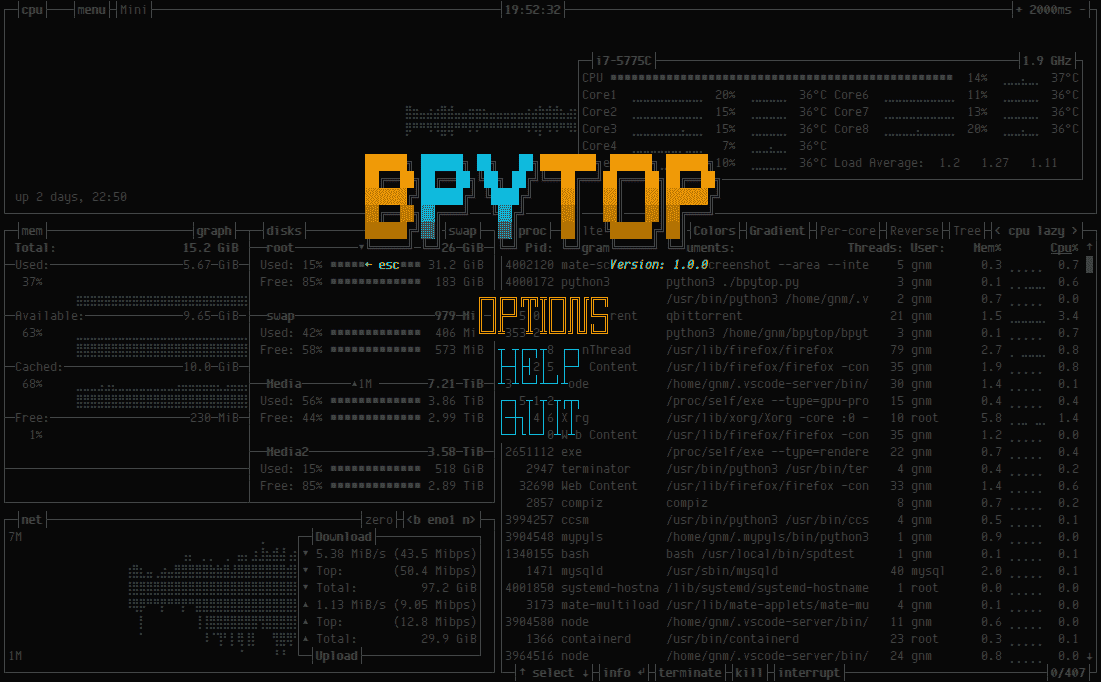 cpu menu Mini 19:52:32 + 2000ms -
i7-5775C 1.9 GHz
CPU 14% 37°C
Core1 20% 36°C Core6 11% 36°C
Core2 15% 36°C Core7 13% 36°C
Core3 15% 36°C Core8 20% 36°C
Core4 7% 36°C
10% 36°C Load Average: 1.2 1.27 1.11
up 2 days, 22:50
BPYTOP
← esc
Version: 1.0.0
OPTIONS
HELP
QUIT
mem graph
Total: 15.2 GiB
Used: 5.67 GiB
37%
Available: 9.65 GiB
63%
Cached: 10.0 GiB
68%
Free: 230 MiB
1%
disks swap
root 26 GiB
Used: 15% 31.2 GiB
Free: 85% 183 GiB
swap 979 Mi
Used: 42% 406 Mi
Free: 58% 573 MiB
Media ▲1M 7.21 TiB
Used: 56% 3.86 TiB
Free: 44% 2.99 TiB
Media2 3.58 TiB
Used: 15% 518 GiB
Free: 85% 2.89 TiB
net zero <b eno1 n>
7M
1M
Download
▼ 5.38 MiB/s (43.5 Mibps)
▼ Top: (50.4 Mibps)
▼ Total: 97.2 GiB
▲ 1.13 MiB/s (9.05 Mibps)
▲ Top: (12.8 Mibps)
▲ Total: 29.9 GiB
Upload
proc lte Colors Gradient Per-core Reverse Tree < cpu lazy >
Pid: gram uments: Threads: User: Mem% Cpu% ↑
4002120 mate-sc creenshot --area --inte 5 gnm 0.3 0.7
4000172 python3 python3 ./bpytop.py 3 gnm 0.1 0.6
/usr/bin/python3 /home/gnm/.v 2 gnm 0.7 0.0
rrent qbittorrent 21 gnm 1.5 3.4
python3 /home/gnm/bpytop/bpyt 3 gnm 0.1 0.7
nThread /usr/lib/firefox/firefox 79 gnm 2.7 0.8
Content /usr/lib/firefox/firefox -con 35 gnm 1.9 0.8
ode /home/gnm/.vscode-server/bin/ 30 gnm 1.4 0.1
/proc/self/exe --type=gpu-pro 15 gnm 0.4 0.4
Xorg /usr/lib/xorg/Xorg -core :0 - 10 root 5.8 1.4
Web Content /usr/lib/firefox/firefox -con 35 gnm 1.2 0.0
2651112 exe /proc/self/exe --type=rendere 22 gnm 0.7 0.4
2947 terminator /usr/bin/python3 /usr/bin/ter 4 gnm 0.4 0.2
32690 Web Content /usr/lib/firefox/firefox -con 33 gnm 1.4 0.6
2857 compiz compiz 8 gnm 0.7 0.2
3994257 ccsm /usr/bin/python3 /usr/bin/ccs 4 gnm 0.5 0.1
3904548 mypyls /home/gnm/.mypyls/bin/python3 1 gnm 0.9 0.0
1340155 bash bash /usr/local/bin/spdtest 1 gnm 0.1 0.1
1471 mysqld /usr/sbin/mysqld 40 mysql 2.0 0.1
4001850 systemd-hostna /lib/systemd/systemd-hostname 1 root 0.0 0.0
3173 mate-multiload /usr/lib/mate-applets/mate-mu 4 gnm 0.1 0.0
3904580 node /home/gnm/.vscode-server/bin/ 11 gnm 0.6 0.0
1366 containerd /usr/bin/containerd 23 root 0.3 0.1
3964516 node /home/gnm/.vscode-server/bin/ 24 gnm 0.8 0.0 ↓
↑ select ↓ info ↲ terminate kill interrupt 0/407